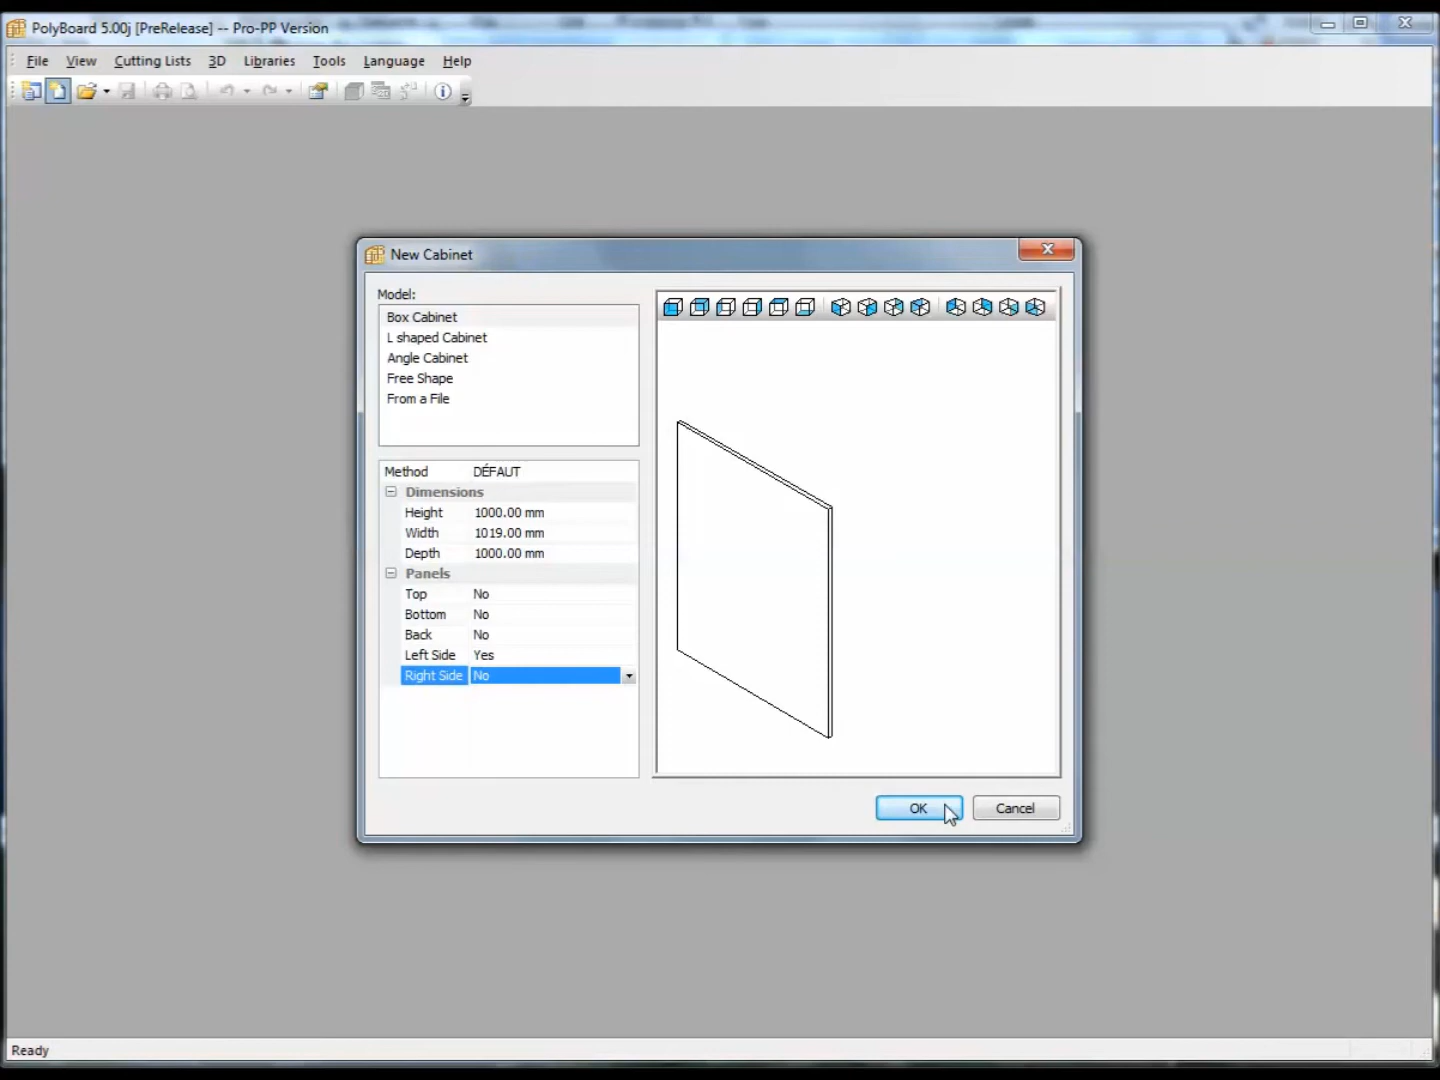 PolyBoard 5.00j [PreRelease] -- Pro-PP Version
File View Cutting Lists 3D Libraries Tools Language Help
New Cabinet
Model:
Box Cabinet
L shaped Cabinet
Angle Cabinet
Free Shape
From a File
Method DÉFAUT
Dimensions
Height 1000.00 mm
Width 1019.00 mm
Depth 1000.00 mm
Panels
Top No
Bottom No
Back No
Left Side Yes
Right Side No
OK Cancel
Ready